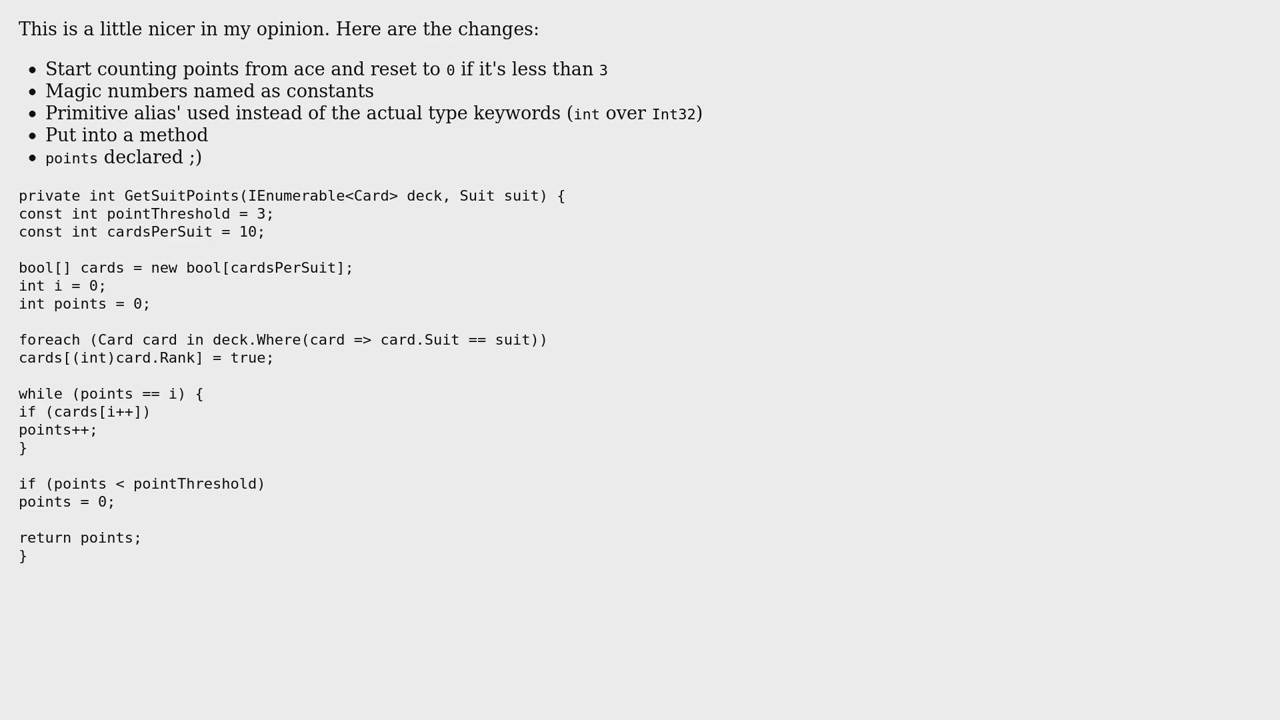 This is a little nicer in my opinion. Here are the changes:
• Start counting points from ace and reset to 0 if it's less than 3
• Magic numbers named as constants
• Primitive alias' used instead of the actual type keywords (int over Int32)
• Put into a method
• points declared ;)
private int GetSuitPoints(IEnumerable<Card> deck, Suit suit) {
const int pointThreshold = 3;
const int cardsPerSuit = 10;
bool[] cards = new bool[cardsPerSuit];
int i = 0;
int points = 0;
foreach (Card card in deck.Where(card => card.Suit == suit))
cards[(int)card.Rank] = true;
while (points == i) {
if (cards[i++])
points++;
}
if (points < pointThreshold)
points = 0;
return points;
}